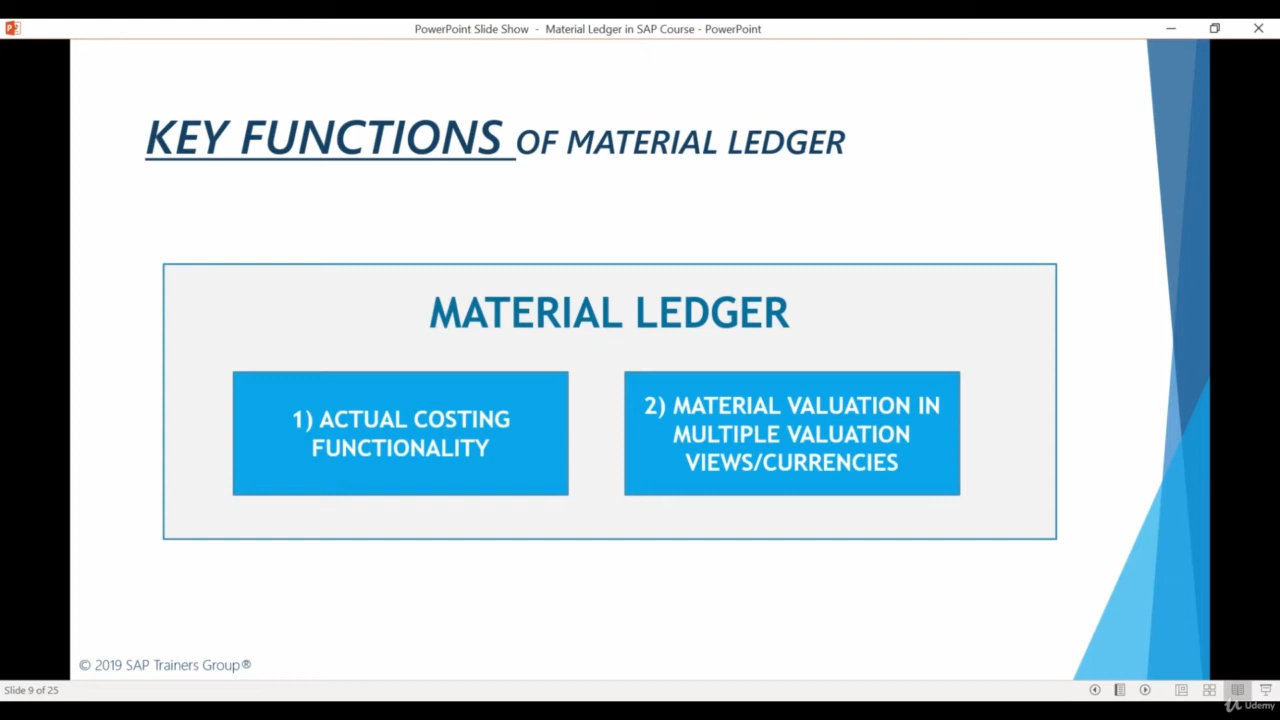 PowerPoint Slide Show - Material Ledger in SAP Course - PowerPoint
KEY FUNCTIONS OF MATERIAL LEDGER
MATERIAL LEDGER
1) ACTUAL COSTING
FUNCTIONALITY
2) MATERIAL VALUATION IN
MULTIPLE VALUATION
VIEWS/CURRENCIES
© 2019 SAP Trainers Group®
Slide 9 of 25
Udemy